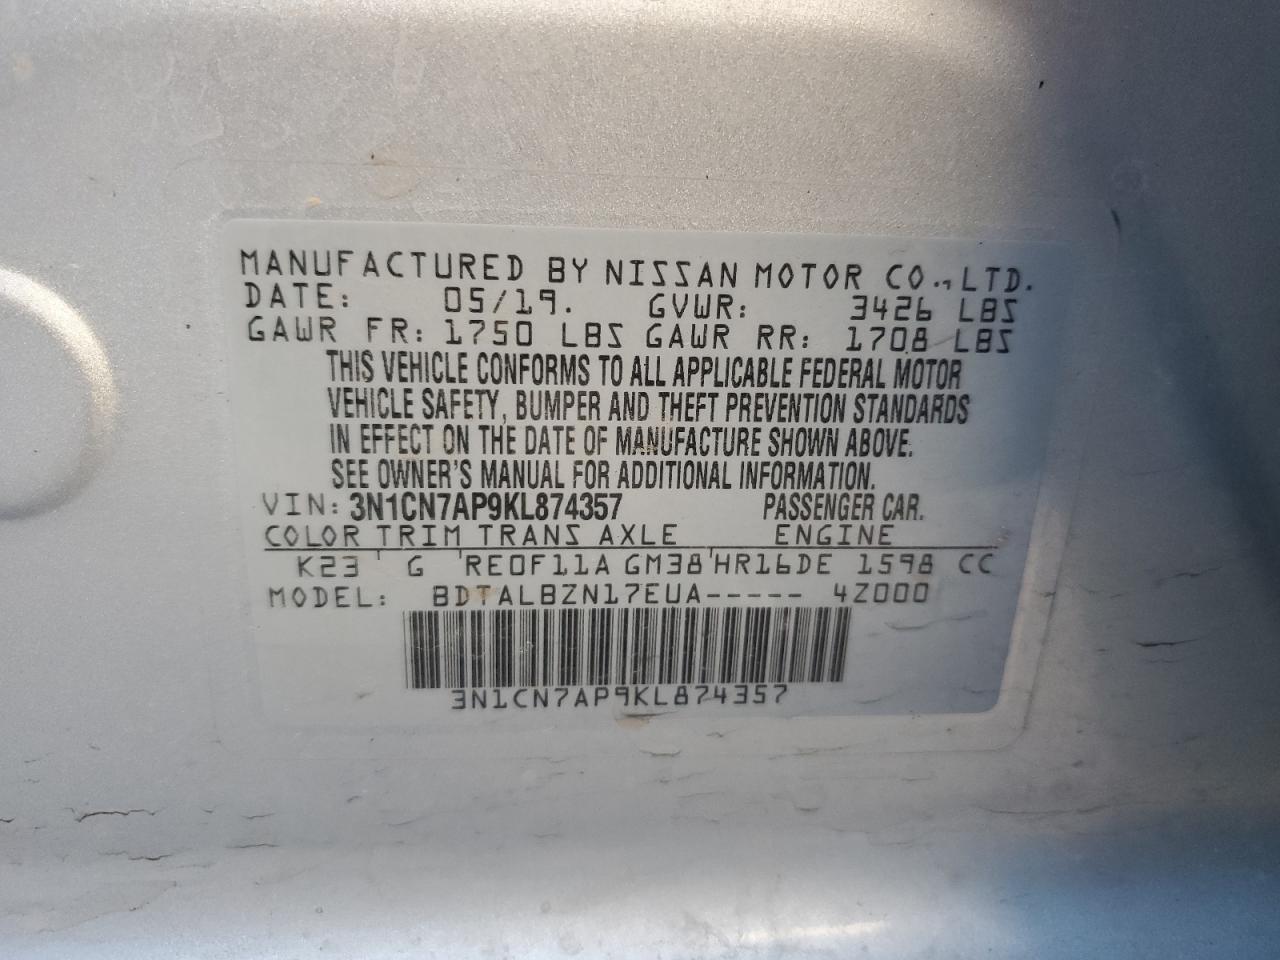 MANUFACTURED BY NISSAN MOTOR CO., LTD.
DATE: 05/19. GVWR: 3426 LBS
GAWR FR: 1750 LBS GAWR RR: 1708 LBS
THIS VEHICLE CONFORMS TO ALL APPLICABLE FEDERAL MOTOR
VEHICLE SAFETY, BUMPER AND THEFT PREVENTION STANDARDS
IN EFFECT ON THE DATE OF MANUFACTURE SHOWN ABOVE.
SEE OWNER'S MANUAL FOR ADDITIONAL INFORMATION.
VIN: 3N1CN7AP9KL874357 PASSENGER CAR.
COLOR TRIM TRANS AXLE ENGINE
K23 G RE0F11A GM38 HR16DE 1598 CC
MODEL: BDTALBZN17EUA----- 4Z000
3N1CN7AP9KL874357